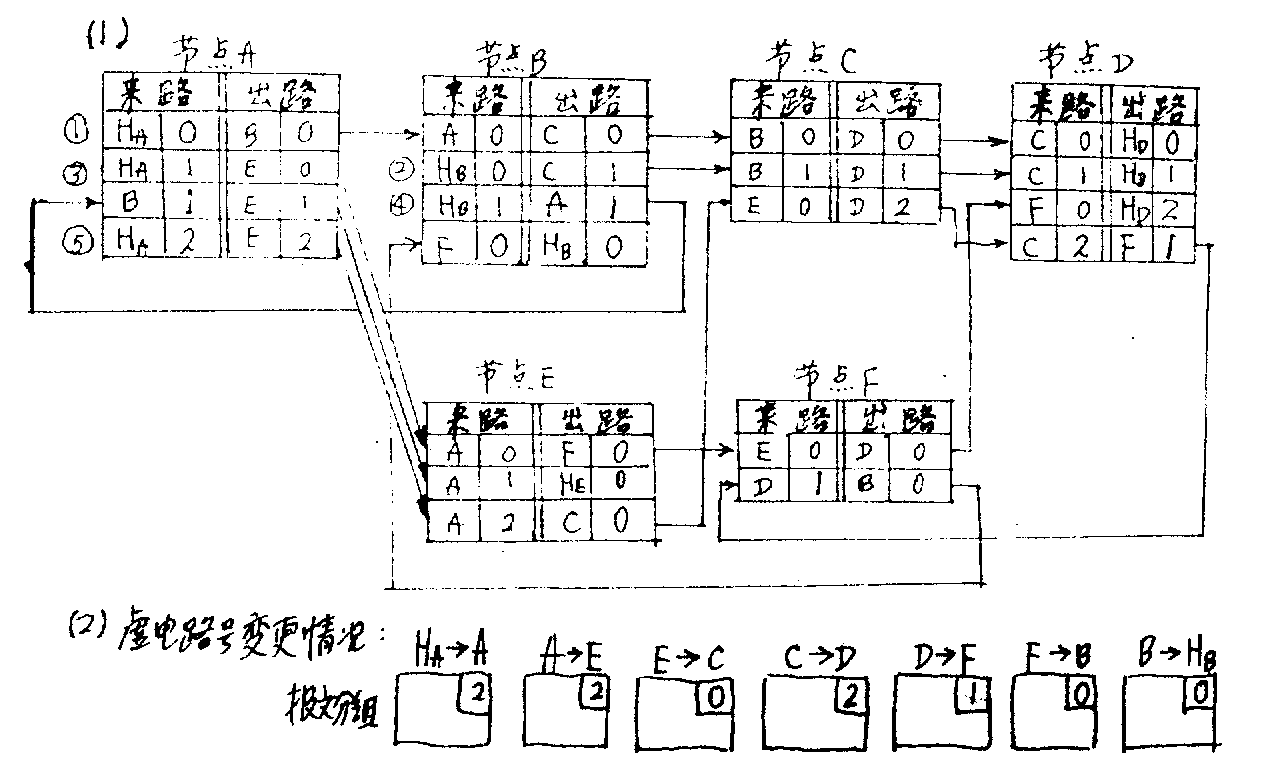 (1)
节点A 节点B 节点C 节点D
来路 出路 来路 出路 来路 出路 来路 出路
① HA 0 B 0 A 0 C 0 B 0 D 0 C 0 HD 0
③ HA 1 E 0 ② HB 0 C 1 B 1 D 1 C 1 HD 1
B 1 E 1 ④ HB 1 A 1 E 0 D 2 F 0 HD 2
⑤ HA 2 E 2 F 0 HB 0 C 2 F 1
节点E 节点F
来路 出路 来路 出路
A 0 F 0 E 0 D 0
A 1 HE 0 D 1 B 0
A 2 C 0
(2) 虚电路号变更情况:
HA→A A→E E→C C→D D→F F→B B→HB
报文分组 2 2 0 2 1 0 0